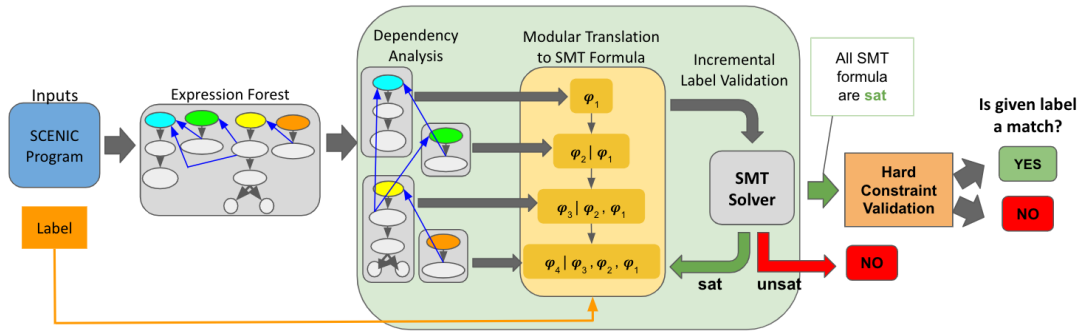 Inputs
SCENIC
Program
Label
Expression Forest
Dependency
Analysis
Modular Translation
to SMT Formula
φ1
φ2 | φ1
φ3 | φ2 , φ1
φ4 | φ3 , φ2 , φ1
Incremental
Label Validation
SMT
Solver
sat
unsat
All SMT
formula
are sat
Hard
Constraint
Validation
Is given label
a match?
YES
NO
NO